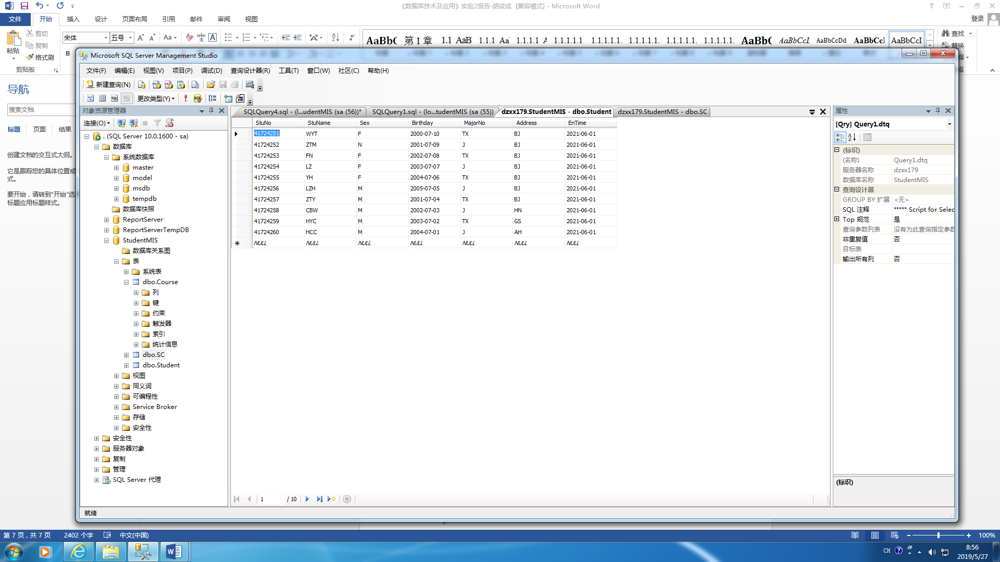 《数据库技术及应用》实验2报告-胡成成 [兼容模式] - Microsoft Word
文件 开始 插入 设计 页面布局 引用 邮件 审阅 视图 登录
粘贴 剪切 复制 格式刷 剪贴板
宋体 五号
AaBbC 第 1 章 1.1 AaB 1.1.1 Aa 1.1.1.1 A 1.1.1.1.1 1.1.1.1.1. 1.1.1.1.1. 1.1.1.1.1. 1.1.1.1.1. AaBbC AaBbCcL AaBbCcDd AaBbCcI AaBbCcI
查找
替换
导航
搜索文档
标题 页面 结果
创建文档的交互式大纲。
它是跟踪您的具体位置或
式。
要开始，请转到“开始”选
标题应用标题样式。
Microsoft SQL Server Management Studio
文件(F) 编辑(E) 视图(V) 项目(P) 调试(D) 查询设计器(R) 工具(T) 窗口(W) 社区(C) 帮助(H)
新建查询(N)
更改类型(Y)
对象资源管理器
连接(O)
. (SQL Server 10.0.1600 - sa)
数据库
系统数据库
master
model
msdb
tempdb
数据库快照
ReportServer
ReportServerTempDB
StudentMIS
数据库关系图
表
系统表
dbo.Course
列
键
约束
触发器
索引
统计信息
dbo.SC
dbo.Student
视图
同义词
可编程性
Service Broker
存储
安全性
安全性
服务器对象
复制
管理
SQL Server 代理
SQLQuery4.sql - (l...udentMIS (sa (56))* SQLQuery1.sql - (lo...tudentMIS (sa (55)) dzxx179.StudentMIS - dbo.Student dzxx179.StudentMIS - dbo.SC
StuNo StuName Sex Birthday MajorNo Address EnTime
41724251 WYT F 2000-07-10 TX BJ 2021-06-01
41724252 ZTM N 2001-07-09 J BJ 2021-06-01
41724253 FN F 2002-07-08 TX BJ 2021-06-01
41724254 LZ F 2003-07-07 J BJ 2021-06-01
41724255 YH F 2004-07-06 TX BJ 2021-06-01
41724256 LZH M 2005-07-05 J BJ 2021-06-01
41724257 ZTY M 2001-07-04 TX BJ 2021-06-01
41724258 CBW M 2002-07-03 J HN 2021-06-01
41724259 HYC M 2003-07-02 TX GS 2021-06-01
41724260 HCC M 2004-07-01 J AH 2021-06-01
NULL NULL NULL NULL NULL NULL NULL
1 / 10
属性
[Qry] Query1.dtq
(标识)
(名称) Query1.dtq
服务器名称 dzxx179
数据库名称 StudentMIS
查询设计器
GROUP BY 扩展 <无>
SQL 注释 ***** Script for Selec
Top 规范 是
查询参数列表 没有为此查询指定参数
非重复值 否
目标表
输出所有列 否
(标识)
就绪
第 7 页，共 7 页 2402 个字 中文(中国) 100%
CH
8:56
2019/5/27